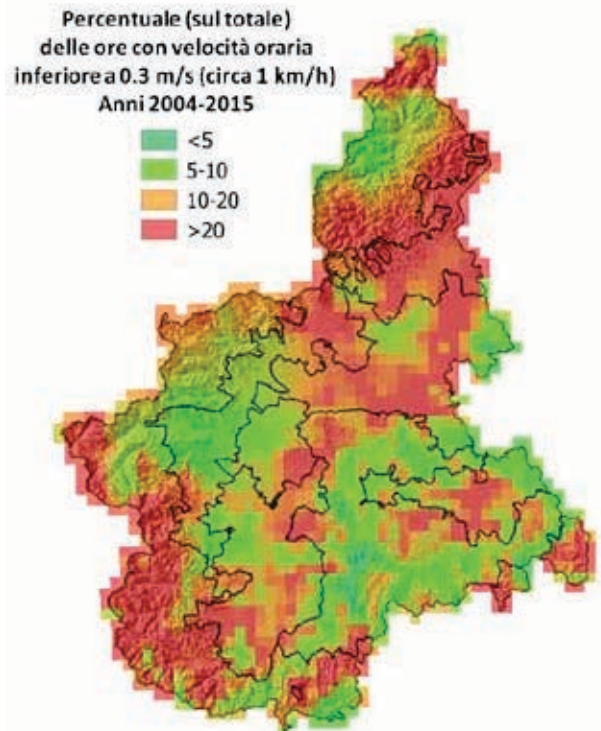 Percentuale (sul totale)
delle ore con velocità oraria
inferiore a 0.3 m/s (circa 1 km/h)
Anni 2004-2015
<5
5-10
10-20
>20